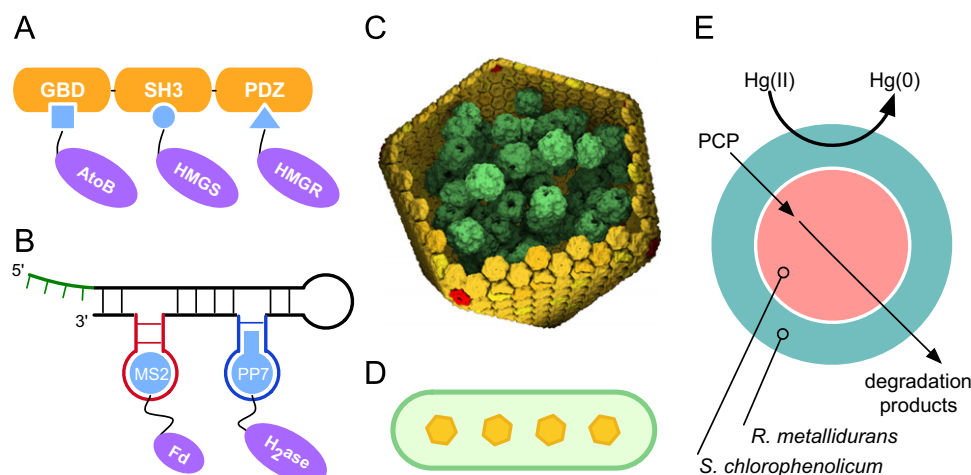 A
GBD SH3 PDZ
AtoB HMGS HMGR
B
5'
3'
MS2 PP7
Fd H2ase
C
D
E
Hg(II) Hg(0)
PCP
degradation
products
R. metallidurans
S. chlorophenolicum